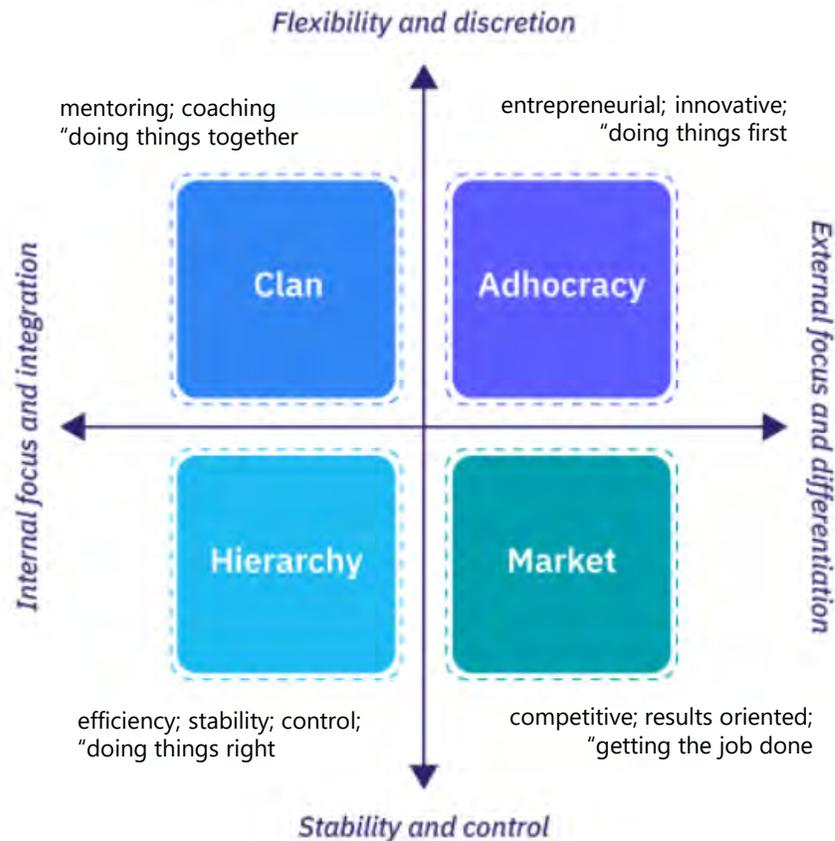 Flexibility and discretion
mentoring; coaching
“doing things together
entrepreneurial; innovative;
“doing things first
Internal focus and integration
Clan
Adhocracy
External focus and differentiation
Hierarchy
Market
efficiency; stability; control;
“doing things right
competitive; results oriented;
“getting the job done
Stability and control